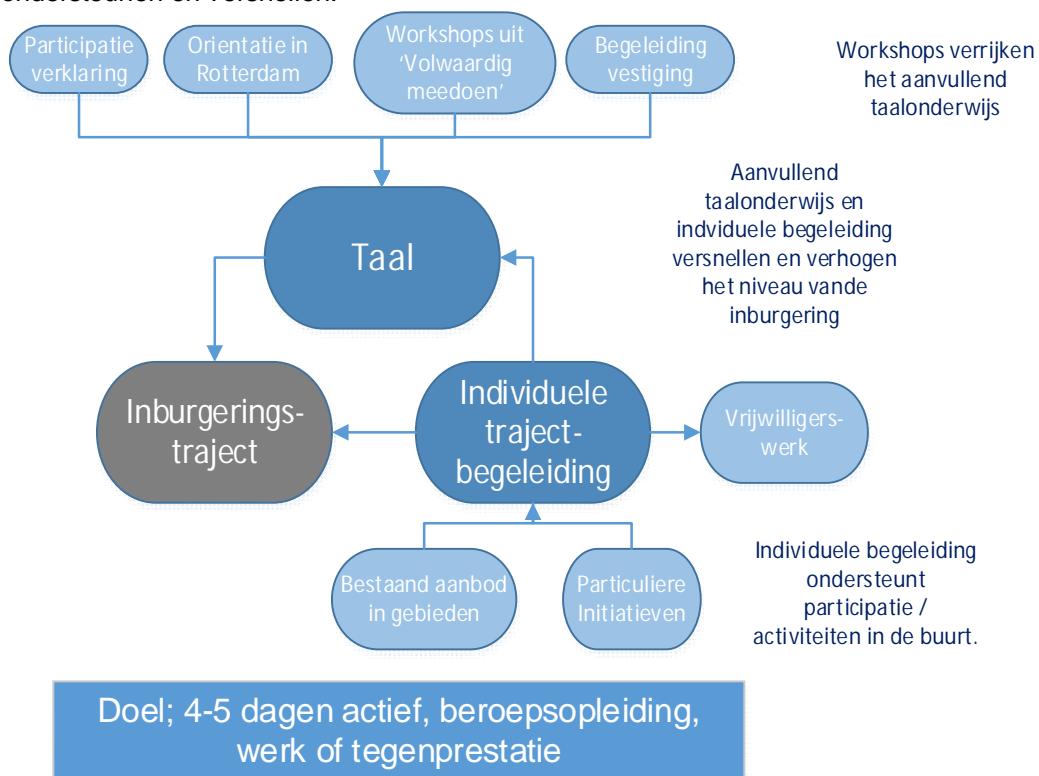 ondersteunen en versnellen.
Participatie
verklaring
Orientatie in
Rotterdam
Workshops uit
'Volwaardig
meedoen'
Begeleiding
vestiging
Workshops verrijken
het aanvullend
taalonderwijs
Aanvullend
taalonderwijs en
indviduele begeleiding
versnellen en verhogen
het niveau vande
inburgering
Taal
Inburgerings-
traject
Individuele
traject-
begeleiding
Vrijwilligers-
werk
Bestaand aanbod
in gebieden
Particuliere
Initiatieven
Individuele begeleiding
ondersteunt
participatie /
activiteiten in de buurt.
Doel; 4-5 dagen actief, beroepsopleiding,
werk of tegenprestatie